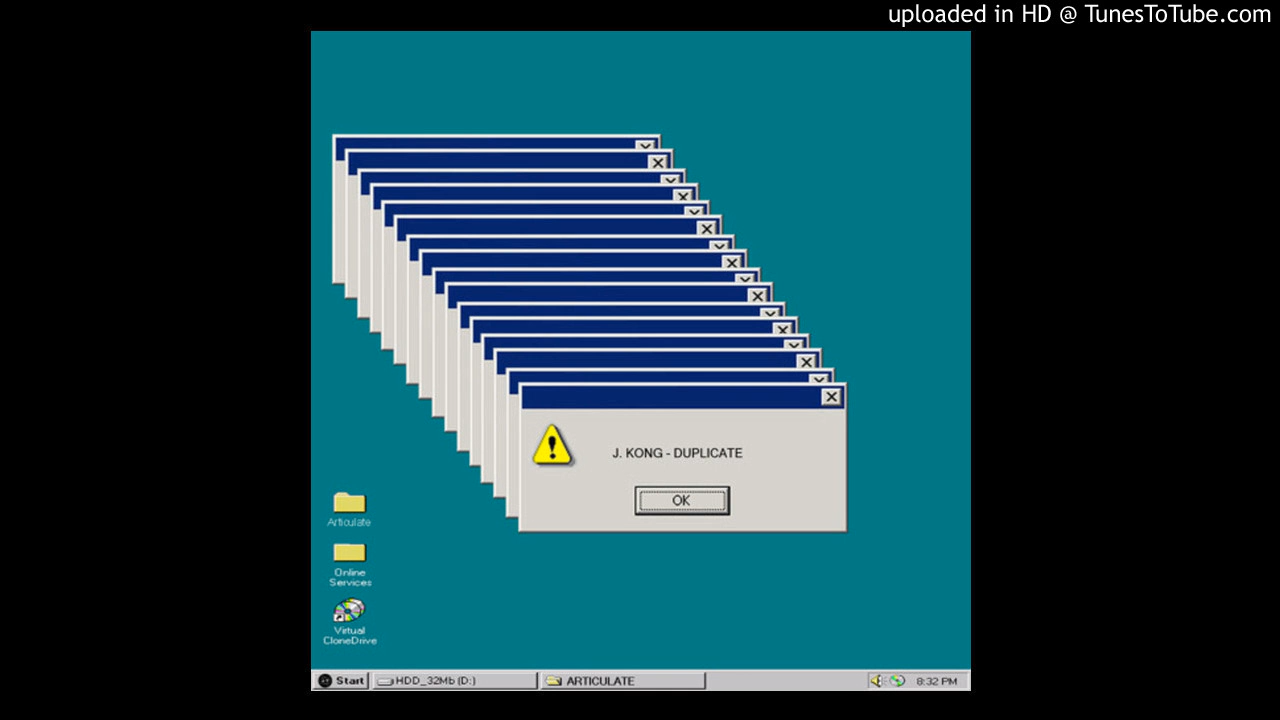 uploaded in HD @ TunesToTube.com
J. KONG - DUPLICATE
OK
Articulate
Online
Services
Virtual
CloneDrive
Start
HDD_32Mb (D:)
ARTICULATE
8:32 PM